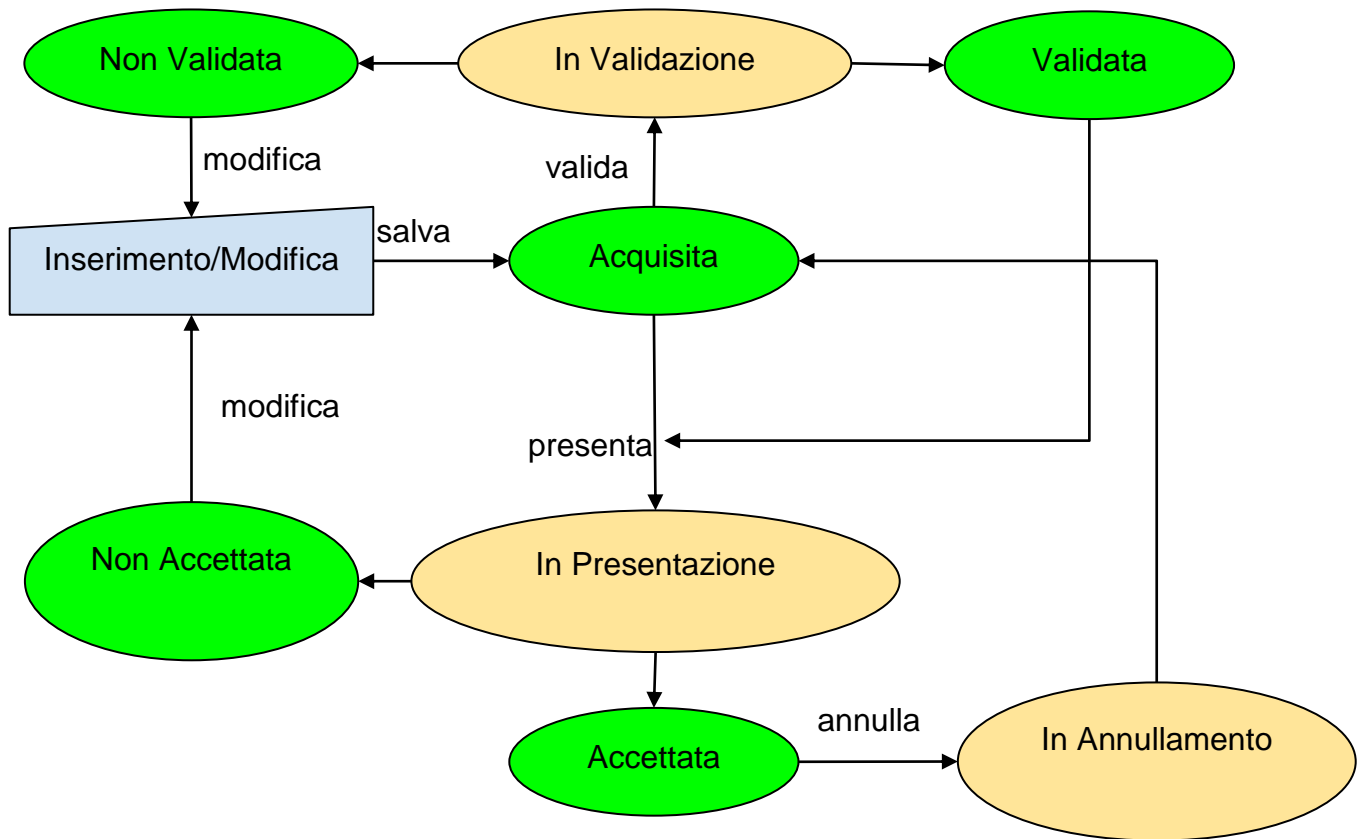 Non Validata
In Validazione
Validata
modifica
valida
Inserimento/Modifica
salva
Acquisita
modifica
presenta
Non Accettata
In Presentazione
Accettata
annulla
In Annullamento